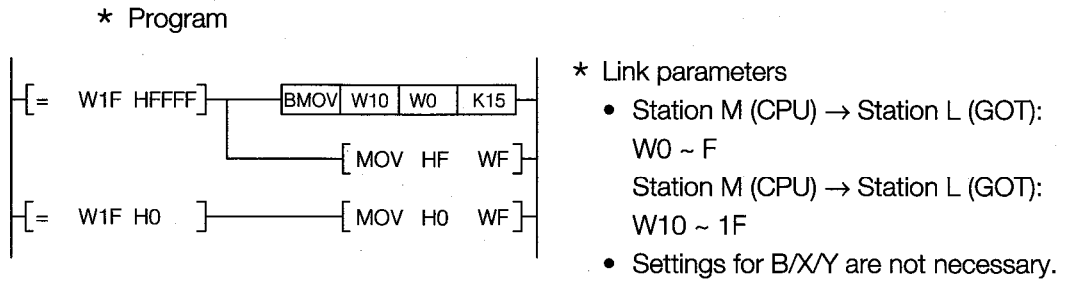 * Program
[= W1F HFFFF] BMOV W10 W0 K15
[MOV HF WF]
[= W1F H0 ] [MOV H0 WF]
* Link parameters
• Station M (CPU) → Station L (GOT):
W0 ~ F
Station M (CPU) → Station L (GOT):
W10 ~ 1F
• Settings for B/X/Y are not necessary.